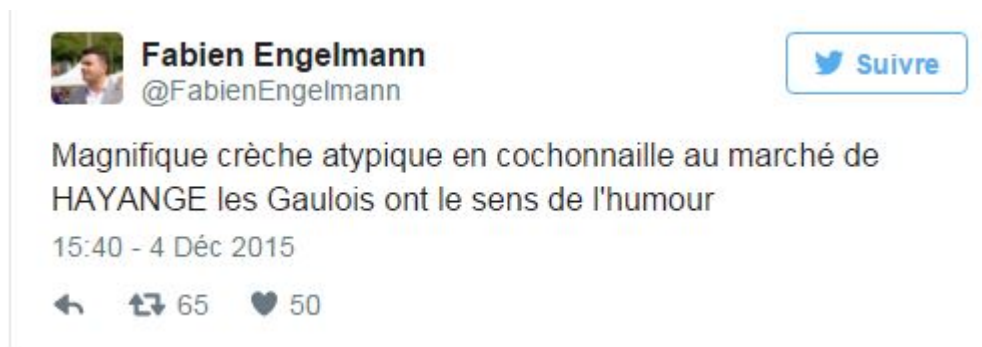 Fabien Engelmann
@FabienEngelmann
Suivre
Magnifique crèche atypique en cochonnaille au marché de
HAYANGE les Gaulois ont le sens de l'humour
15:40 - 4 Déc 2015
65 50